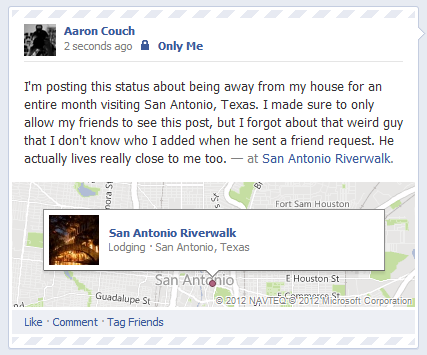 Aaron Couch
2 seconds ago Only Me
I'm posting this status about being away from my house for an
entire month visiting San Antonio, Texas. I made sure to only
allow my friends to see this post, but I forgot about that weird guy
that I don't know who I added when he sent a friend request. He
actually lives really close to me too. — at San Antonio Riverwalk.
Fort Sam Houston
San Antonio Riverwalk
Lodging · San Antonio, Texas
San Antonio
E Houston St
Guadalupe St
E Commerce St
© 2012 NAVTEQ © 2012 Microsoft Corporation
Like · Comment · Tag Friends